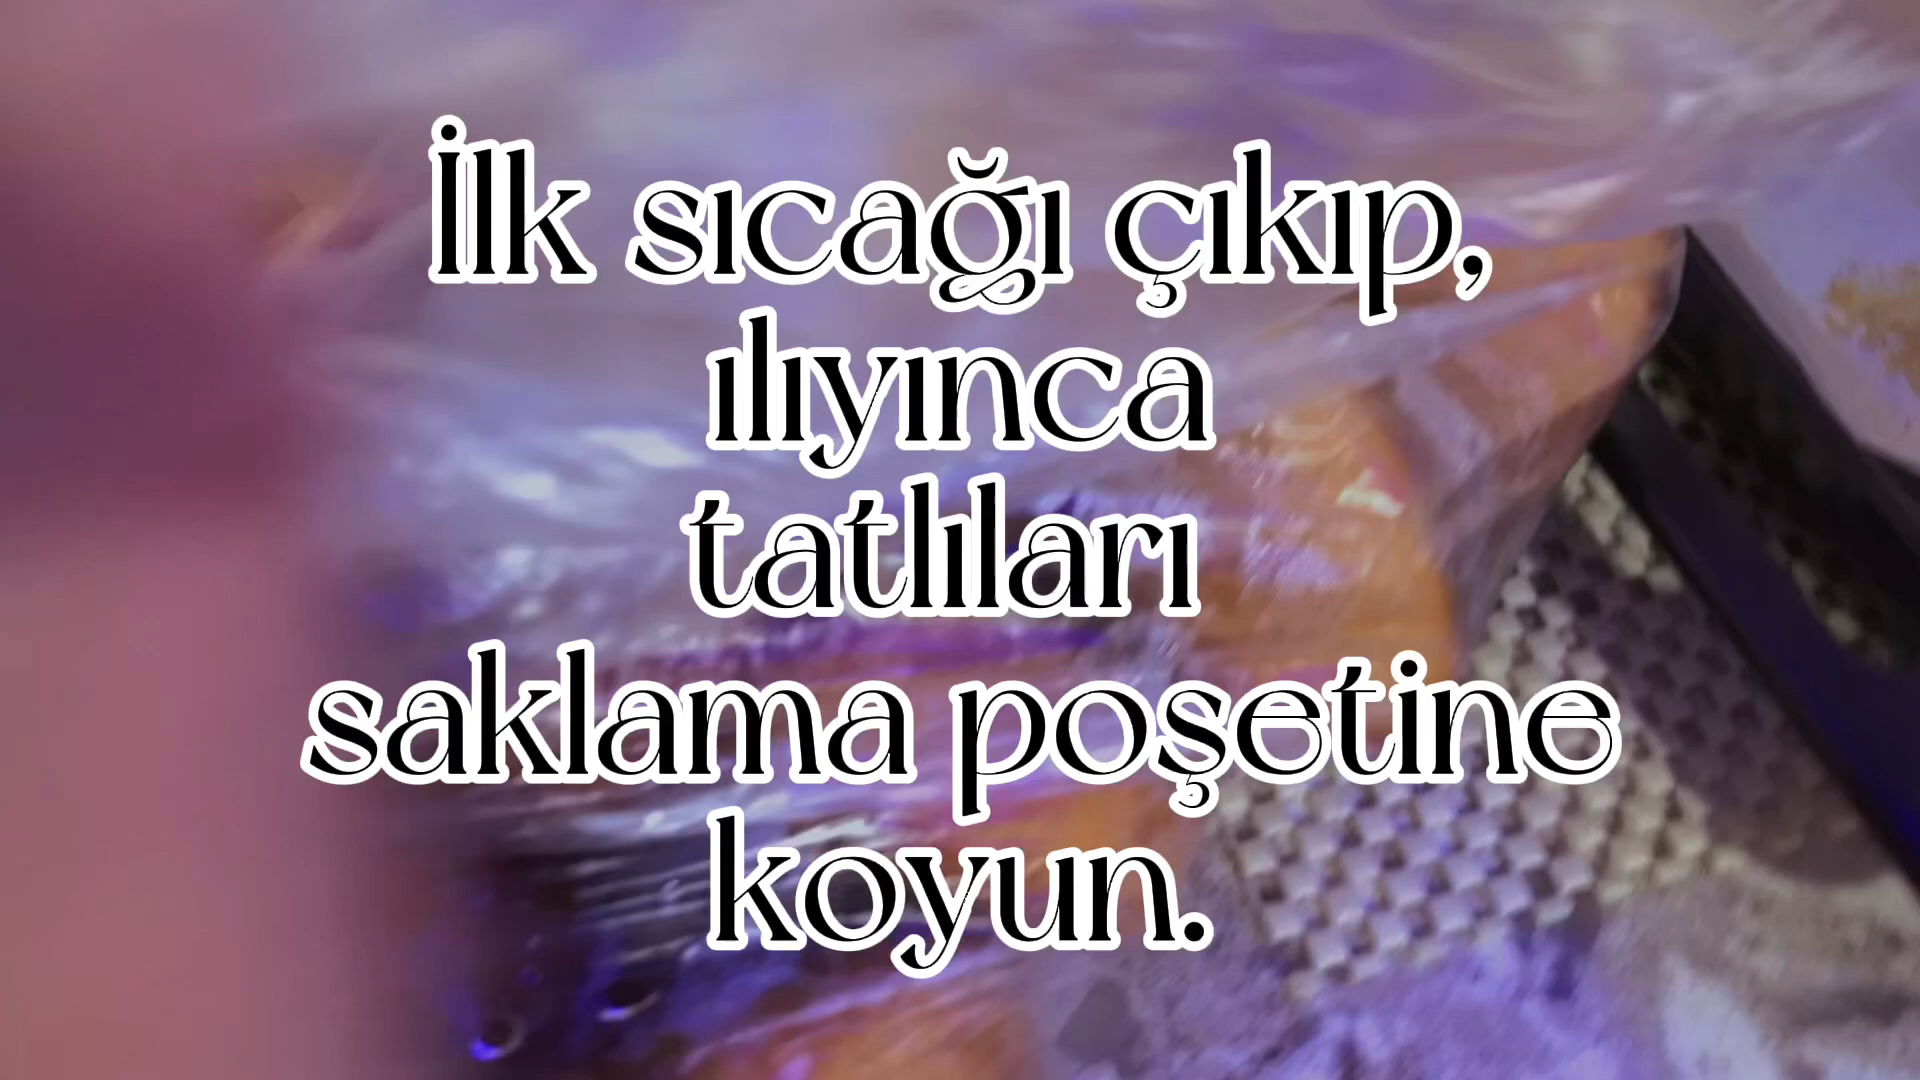 İlk sıcağı çıkıp,
ılıyınca
tatlıları
saklama poşetine
koyun.